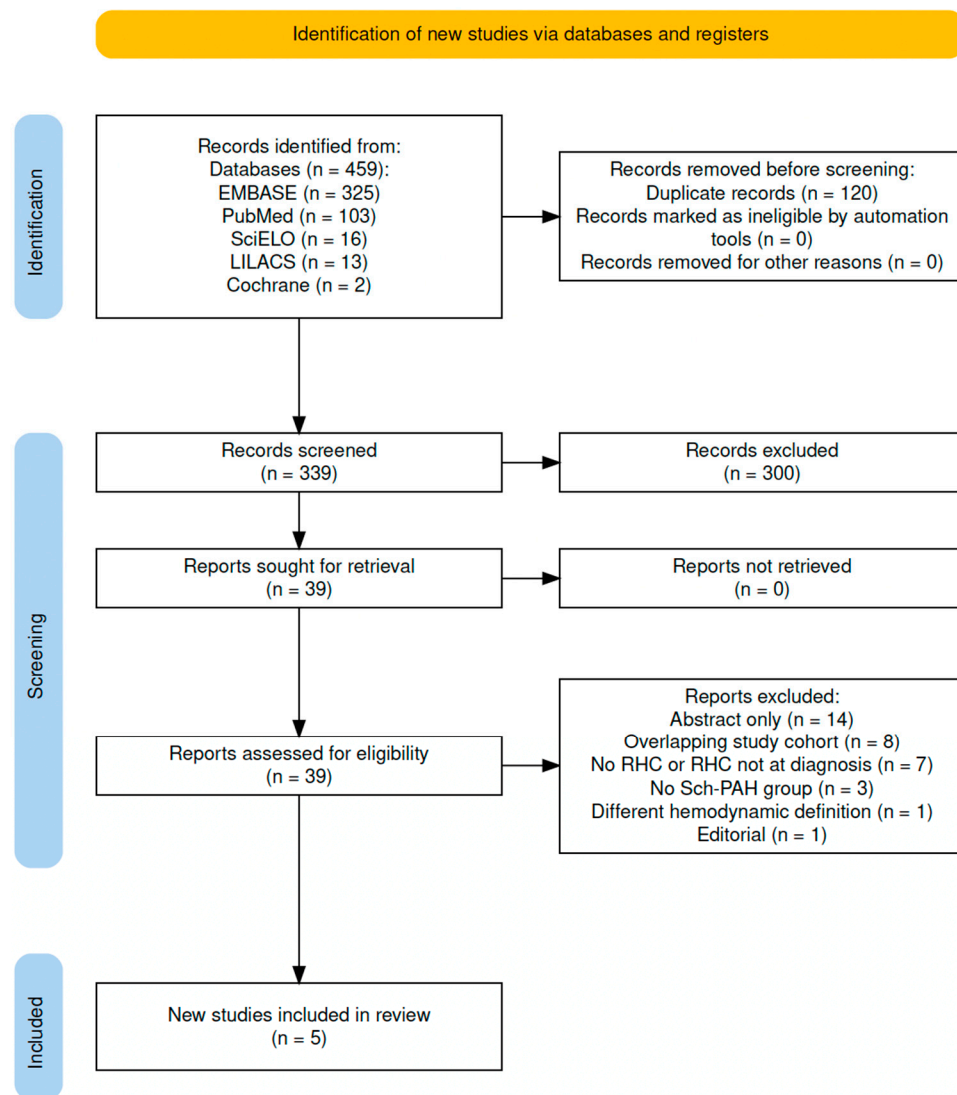 Identification of new studies via databases and registers
Identification
Records identified from:
Databases (n = 459):
EMBASE (n = 325)
PubMed (n = 103)
SciELO (n = 16)
LILACS (n = 13)
Cochrane (n = 2)
Records removed before screening:
Duplicate records (n = 120)
Records marked as ineligible by automation
tools (n = 0)
Records removed for other reasons (n = 0)
Screening
Records screened
(n = 339)
Records excluded
(n = 300)
Reports sought for retrieval
(n = 39)
Reports not retrieved
(n = 0)
Reports assessed for eligibility
(n = 39)
Reports excluded:
Abstract only (n = 14)
Overlapping study cohort (n = 8)
No RHC or RHC not at diagnosis (n = 7)
No Sch-PAH group (n = 3)
Different hemodynamic definition (n = 1)
Editorial (n = 1)
Included
New studies included in review
(n = 5)